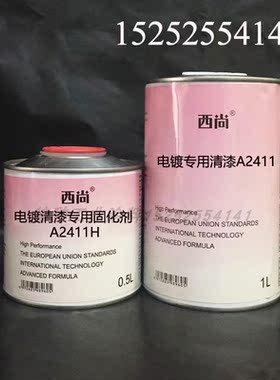 15252554141
西尚
电镀清漆专用固化剂
A2411H
High Performance
THE EUROPEAN UNION STANDARDS
INTERNATIONAL TECHNOLOGY
ADVANCED FORMULA
0.5L
西尚
电镀专用清漆A2411
High Performance
THE EUROPEAN UNION STANDARDS
INTERNATIONAL TECHNOLOGY
ADVANCED FORMULA
1L